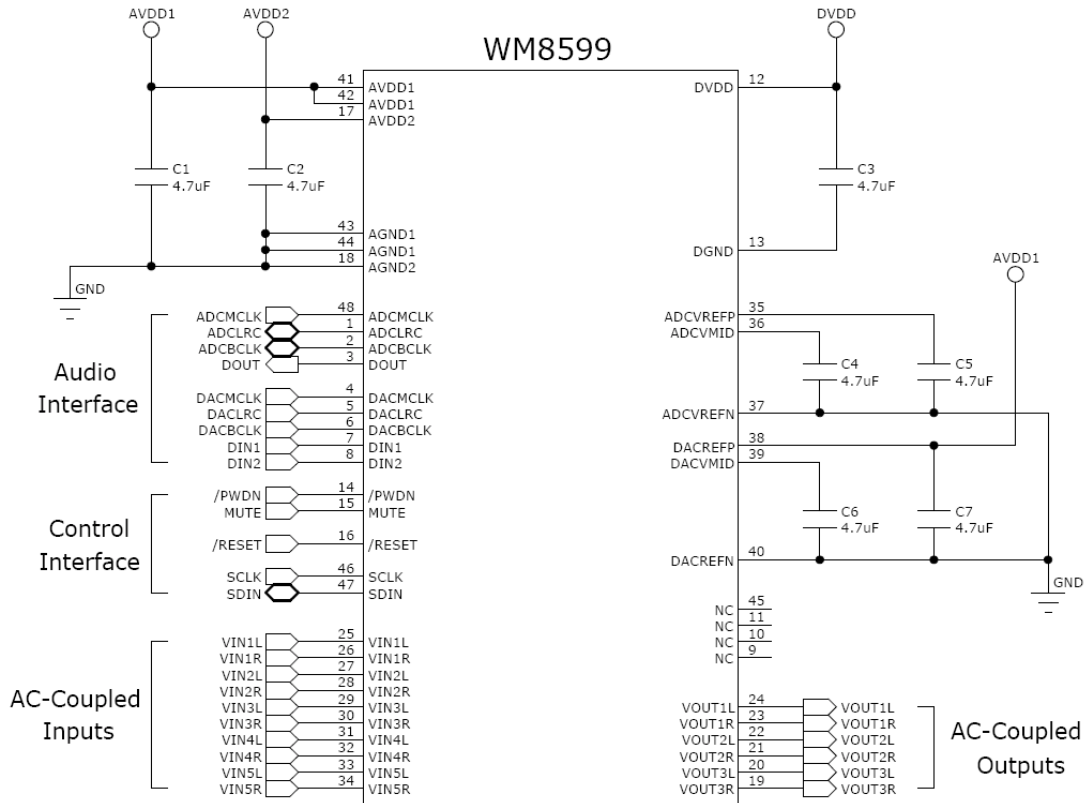 AVDD1
AVDD2
DVDD
WM8599
41
AVDD1
42
AVDD1
17
AVDD2
12
DVDD
C1
4.7uF
C2
4.7uF
C3
4.7uF
43
AGND1
44
AGND1
18
AGND2
13
DGND
GND
AVDD1
Audio
Interface
ADCMCLK 48 ADCMCLK
ADCLRC 1 ADCLRC
ADCBCLK 2 ADCBCLK
DOUT 3 DOUT
DACMCLK 4 DACMCLK
DACLRC 5 DACLRC
DACBCLK 6 DACBCLK
DIN1 7 DIN1
DIN2 8 DIN2
ADCVREFP 35
ADCVMID 36
C4
4.7uF
C5
4.7uF
ADCVREFN 37
DACREFP 38
DACVMID 39
C6
4.7uF
C7
4.7uF
DACREFN 40
GND
Control
Interface
/PWDN 14 /PWDN
MUTE 15 MUTE
/RESET 16 /RESET
SCLK 46 SCLK
SDIN 47 SDIN
NC 45
NC 11
NC 10
NC 9
AC-Coupled
Inputs
VIN1L 25 VIN1L
VIN1R 26 VIN1R
VIN2L 27 VIN2L
VIN2R 28 VIN2R
VIN3L 29 VIN3L
VIN3R 30 VIN3R
VIN4L 31 VIN4L
VIN4R 32 VIN4R
VIN5L 33 VIN5L
VIN5R 34 VIN5R
VOUT1L 24 VOUT1L
VOUT1R 23 VOUT1R
VOUT2L 22 VOUT2L
VOUT2R 21 VOUT2R
VOUT3L 20 VOUT3L
VOUT3R 19 VOUT3R
AC-Coupled
Outputs